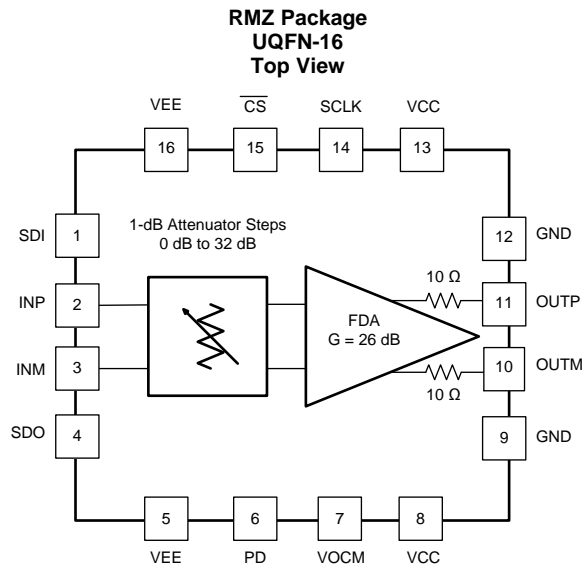 RMZ Package
UQFN-16
Top View
VEE
C̅S̅
SCLK
VCC
16
15
14
13
SDI
1
1-dB Attenuator Steps
0 dB to 32 dB
12
GND
INP
2
10 Ω
11
OUTP
FDA
G = 26 dB
INM
3
10
OUTM
10 Ω
SDO
4
9
GND
5
6
7
8
VEE
PD
VOCM
VCC